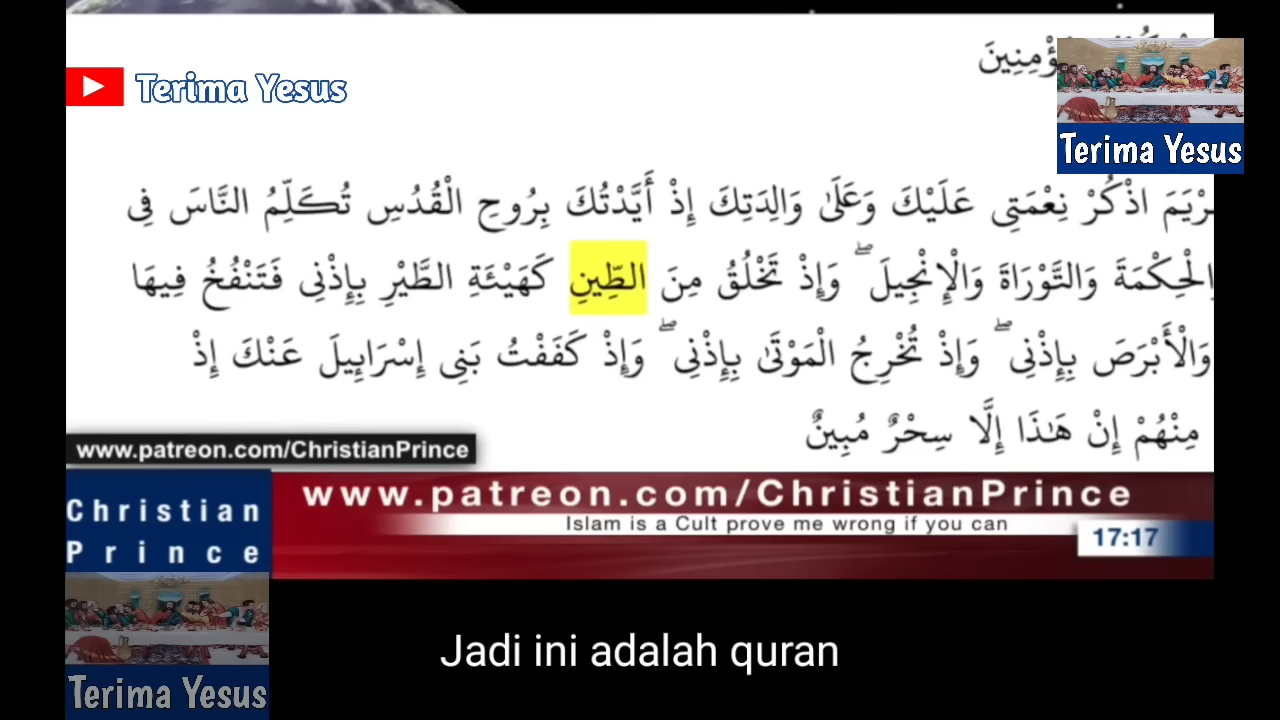 Terima Yesus
Terima Yesus
اذْكُرْ نِعْمَتِى عَلَيْكَ وَعَلَىٰ وَالِدَتِكَ إِذْ أَيَّدْتُكَ بِرُوحِ الْقُدُسِ تُكَلِّمُ النَّاسَ فِى
الْحِكْمَةَ وَالتَّوْرَاةَ وَالْإِنْجِيلَ ۖ وَإِذْ تَخْلُقُ مِنَ الطِّينِ كَهَيْئَةِ الطَّيْرِ بِإِذْنِى فَتَنْفُخُ فِيهَا
وَالْأَبْرَصَ بِإِذْنِى ۖ وَإِذْ تُخْرِجُ الْمَوْتَىٰ بِإِذْنِى ۖ وَإِذْ كَفَفْتُ بَنِى إِسْرَابِيلَ عَنْكَ إِذْ
مِنْهُمْ إِنْ هَـٰذَا إِلَّا سِحْرٌ مُبِينٌ
www.patreon.com/ChristianPrince
www.patreon.com/ChristianPrince
Islam is a Cult prove me wrong if you can
17:17
Christian
Prince
Terima Yesus
Jadi ini adalah quran